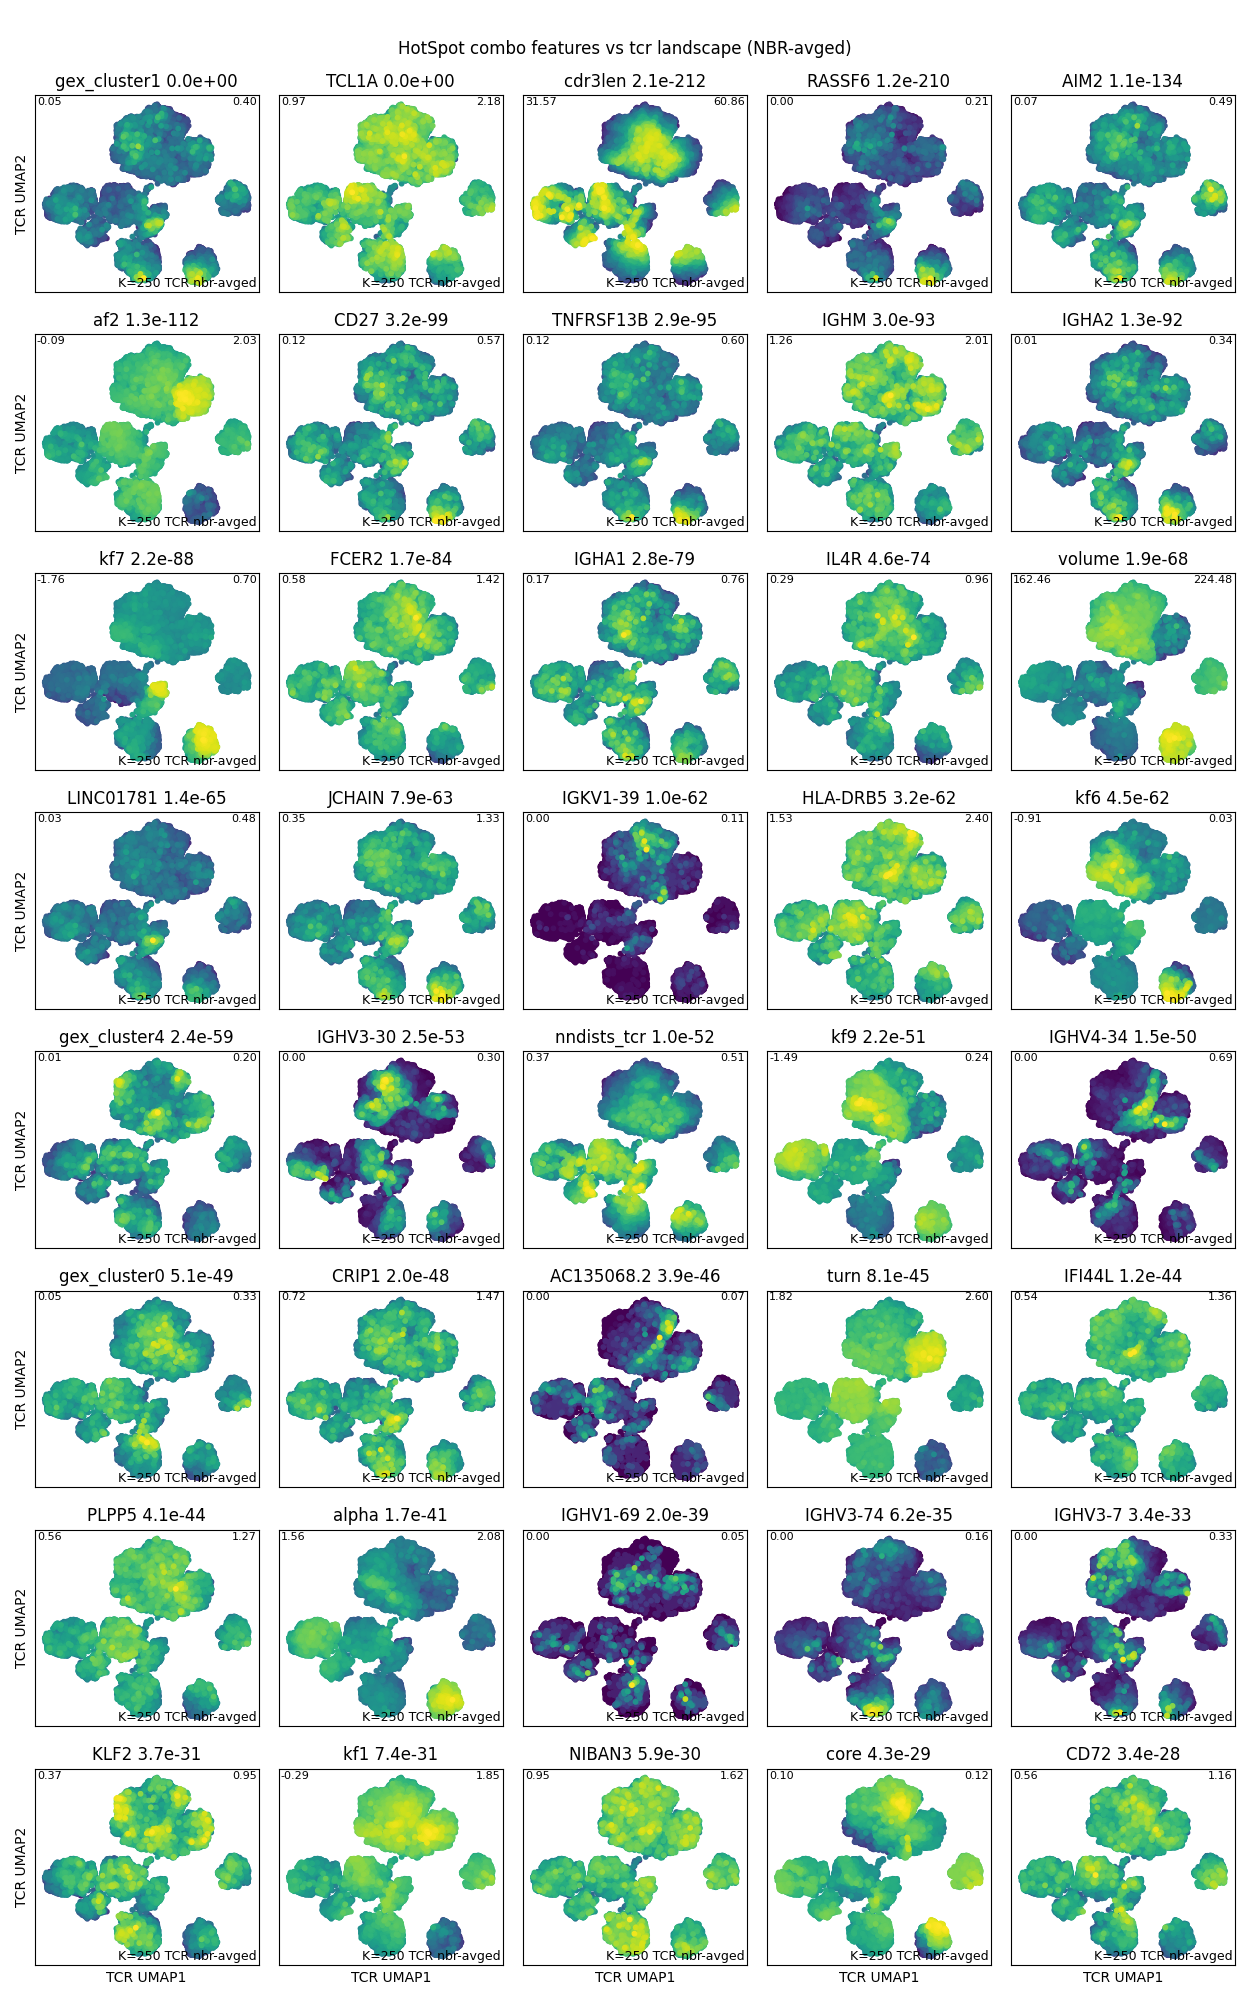 HotSpot combo features vs tcr landscape (NBR-avged)
gex_cluster1 0.0e+00
TCL1A 0.0e+00
cdr3len 2.1e-212
RASSF6 1.2e-210
AIM2 1.1e-134
0.05 0.40
0.97 2.18
31.57 60.86
0.00 0.21
0.07 0.49
TCR UMAP2
K=250 TCR nbr-avged
K=250 TCR nbr-avged
K=250 TCR nbr-avged
K=250 TCR nbr-avged
K=250 TCR nbr-avged
af2 1.3e-112
CD27 3.2e-99
TNFRSF13B 2.9e-95
IGHM 3.0e-93
IGHA2 1.3e-92
-0.09 2.03
0.12 0.57
0.12 0.60
1.26 2.01
0.01 0.34
TCR UMAP2
K=250 TCR nbr-avged
K=250 TCR nbr-avged
K=250 TCR nbr-avged
K=250 TCR nbr-avged
K=250 TCR nbr-avged
kf7 2.2e-88
FCER2 1.7e-84
IGHA1 2.8e-79
IL4R 4.6e-74
volume 1.9e-68
-1.76 0.70
0.58 1.42
0.17 0.76
0.29 0.96
162.46 224.48
TCR UMAP2
K=250 TCR nbr-avged
K=250 TCR nbr-avged
K=250 TCR nbr-avged
K=250 TCR nbr-avged
K=250 TCR nbr-avged
LINC01781 1.4e-65
JCHAIN 7.9e-63
IGKV1-39 1.0e-62
HLA-DRB5 3.2e-62
kf6 4.5e-62
0.03 0.48
0.35 1.33
0.00 0.11
1.53 2.40
-0.91 0.03
TCR UMAP2
K=250 TCR nbr-avged
K=250 TCR nbr-avged
K=250 TCR nbr-avged
K=250 TCR nbr-avged
K=250 TCR nbr-avged
gex_cluster4 2.4e-59
IGHV3-30 2.5e-53
nndists_tcr 1.0e-52
kf9 2.2e-51
IGHV4-34 1.5e-50
0.01 0.20
0.00 0.30
0.37 0.51
-1.49 0.24
0.00 0.69
TCR UMAP2
K=250 TCR nbr-avged
K=250 TCR nbr-avged
K=250 TCR nbr-avged
K=250 TCR nbr-avged
K=250 TCR nbr-avged
gex_cluster0 5.1e-49
CRIP1 2.0e-48
AC135068.2 3.9e-46
turn 8.1e-45
IFI44L 1.2e-44
0.05 0.33
0.72 1.47
0.00 0.07
1.82 2.60
0.54 1.36
TCR UMAP2
K=250 TCR nbr-avged
K=250 TCR nbr-avged
K=250 TCR nbr-avged
K=250 TCR nbr-avged
K=250 TCR nbr-avged
PLPP5 4.1e-44
alpha 1.7e-41
IGHV1-69 2.0e-39
IGHV3-74 6.2e-35
IGHV3-7 3.4e-33
0.56 1.27
1.56 2.08
0.00 0.05
0.00 0.16
0.00 0.33
TCR UMAP2
K=250 TCR nbr-avged
K=250 TCR nbr-avged
K=250 TCR nbr-avged
K=250 TCR nbr-avged
K=250 TCR nbr-avged
KLF2 3.7e-31
kf1 7.4e-31
NIBAN3 5.9e-30
core 4.3e-29
CD72 3.4e-28
0.37 0.95
-0.29 1.85
0.95 1.62
0.10 0.12
0.56 1.16
TCR UMAP2
K=250 TCR nbr-avged
K=250 TCR nbr-avged
K=250 TCR nbr-avged
K=250 TCR nbr-avged
K=250 TCR nbr-avged
TCR UMAP1
TCR UMAP1
TCR UMAP1
TCR UMAP1
TCR UMAP1